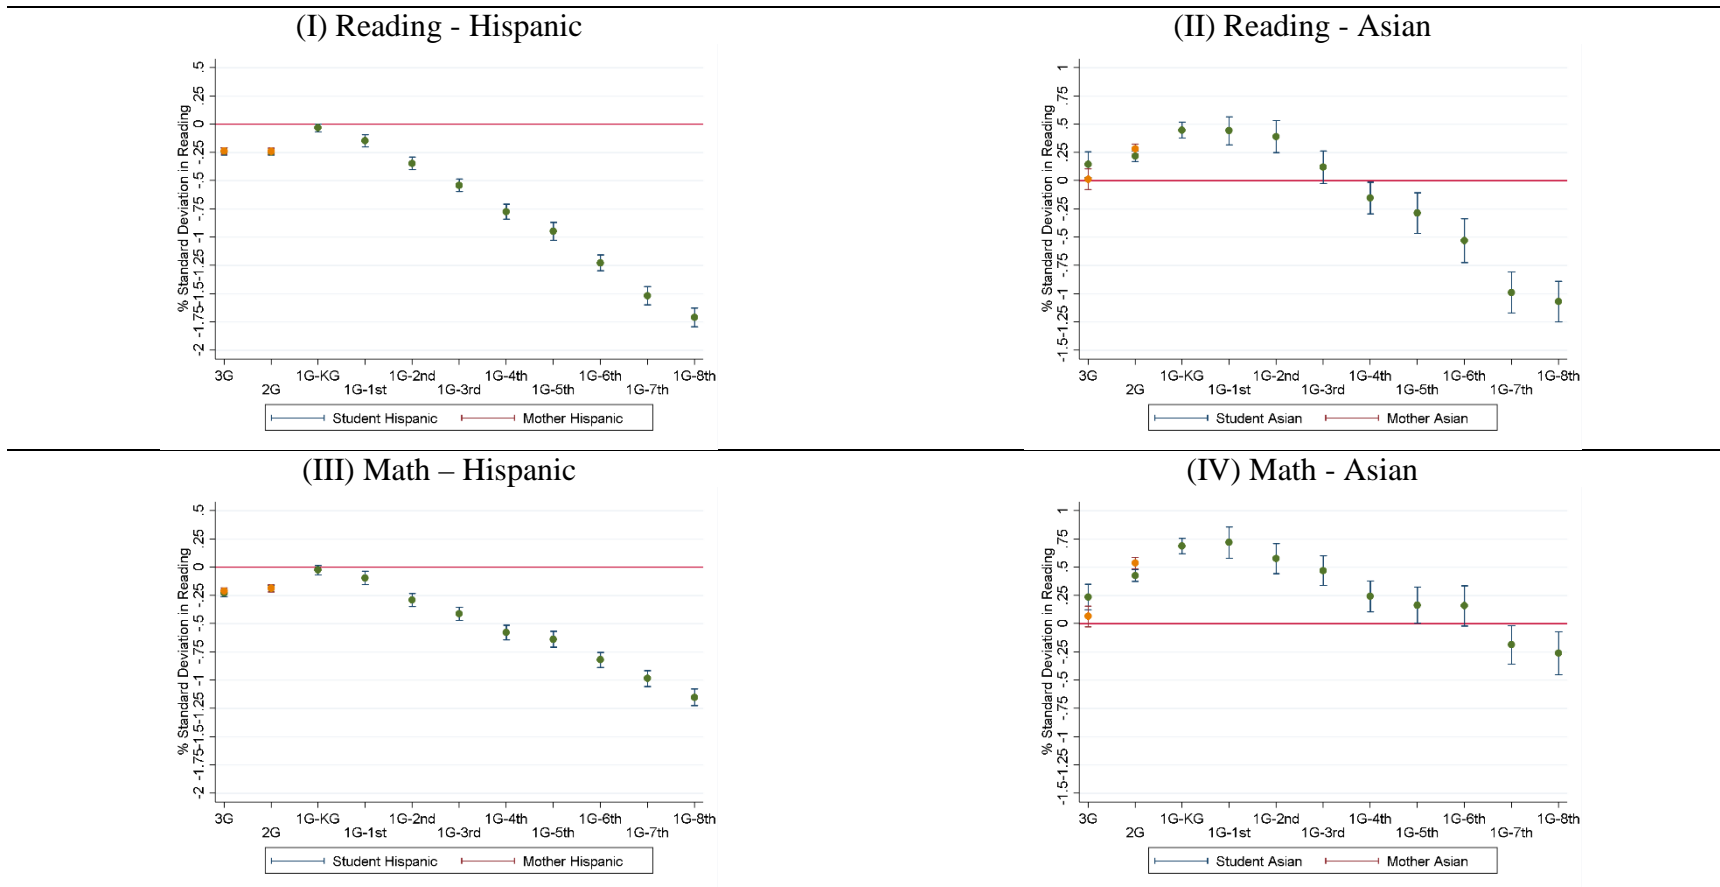 (I) Reading - Hispanic
% Standard Deviation in Reading
.5
.25
0
-.25
-.5
-.75
-1
-1.25
-1.5
-1.75
-2
3G
2G
1G-KG
1G-1st
1G-2nd
1G-3rd
1G-4th
1G-5th
1G-6th
1G-7th
1G-8th
Student Hispanic Mother Hispanic
(II) Reading - Asian
% Standard Deviation in Reading
1
.75
.5
.25
0
-.25
-.5
-.75
-1
-1.25
-1.5
3G
2G
1G-KG
1G-1st
1G-2nd
1G-3rd
1G-4th
1G-5th
1G-6th
1G-7th
1G-8th
Student Asian Mother Asian
(III) Math – Hispanic
% Standard Deviation in Reading
.5
.25
0
-.25
-.5
-.75
-1
-1.25
-1.5
-1.75
-2
3G
2G
1G-KG
1G-1st
1G-2nd
1G-3rd
1G-4th
1G-5th
1G-6th
1G-7th
1G-8th
Student Hispanic Mother Hispanic
(IV) Math - Asian
% Standard Deviation in Reading
1
.75
.5
.25
0
-.25
-.5
-.75
-1
-1.25
-1.5
3G
2G
1G-KG
1G-1st
1G-2nd
1G-3rd
1G-4th
1G-5th
1G-6th
1G-7th
1G-8th
Student Asian Mother Asian